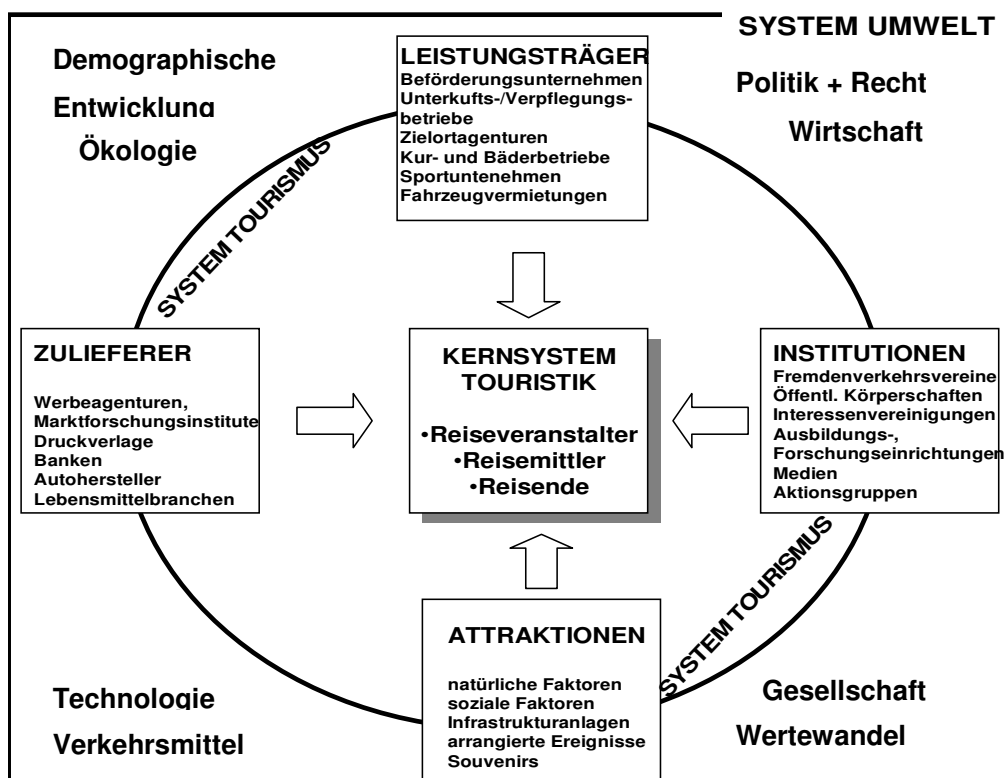 SYSTEM UMWELT
Demographische
Entwicklung
Ökologie
Politik + Recht
Wirtschaft
LEISTUNGSTRÄGER
Beförderungsunternehmen
Unterkufts-/Verpflegungs-
betriebe
Zielortagenturen
Kur- und Bäderbetriebe
Sportuntenehmen
Fahrzeugvermietungen
SYSTEM TOURISMUS
ZULIEFERER
Werbeagenturen,
Marktforschungsinstitute
Druckverlage
Banken
Autohersteller
Lebensmittelbranchen
KERNSYSTEM
TOURISTIK
•Reiseveranstalter
•Reisemittler
•Reisende
INSTITUTIONEN
Fremdenverkehrsvereine
Öffentl. Körperschaften
Interessenvereinigungen
Ausbildungs-,
Forschungseinrichtungen
Medien
Aktionsgruppen
SYSTEM TOURISMUS
ATTRAKTIONEN
natürliche Faktoren
soziale Faktoren
Infrastrukturanlagen
arrangierte Ereignisse
Souvenirs
Technologie
Verkehrsmittel
Gesellschaft
Wertewandel